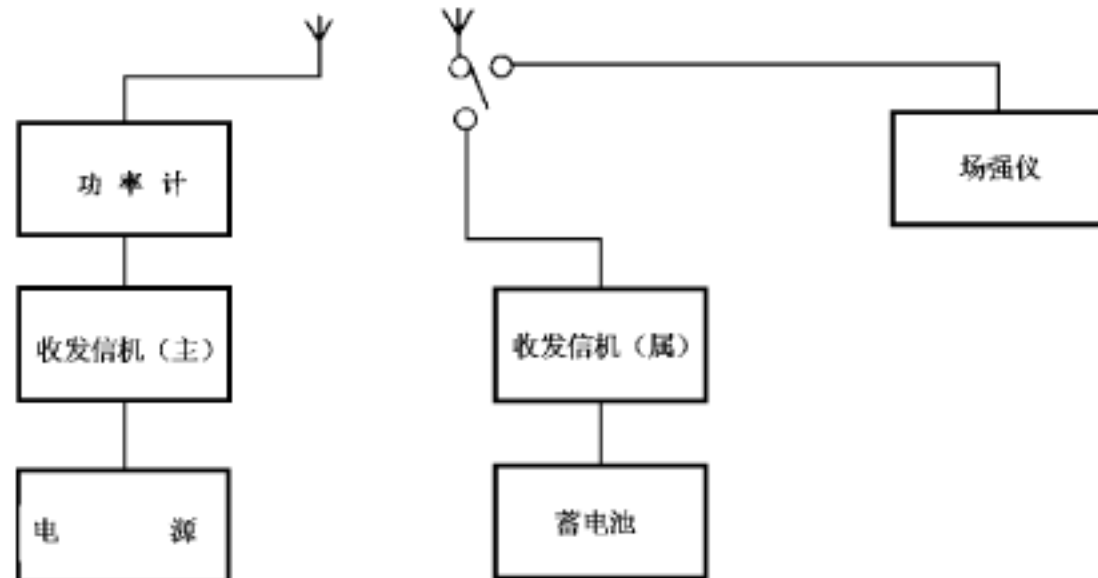 功率计
场强仪
收发信机（主）
收发信机（属）
电源
蓄电池